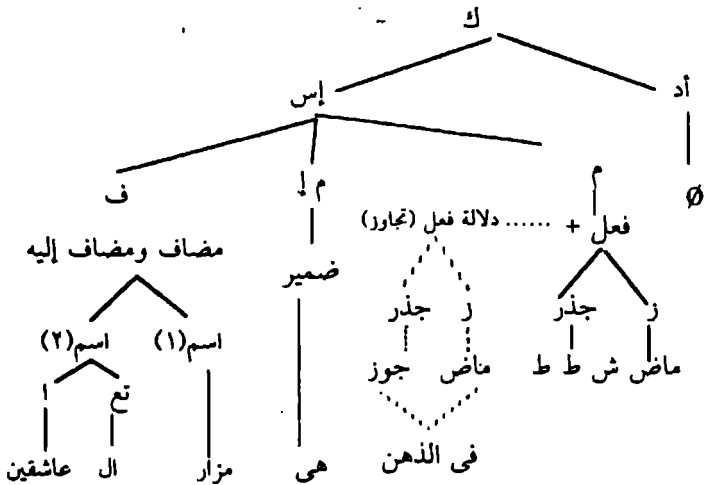 ك
أد إس
Ø م م إ ف
فعل + ...... دلالة فعل (تجاوز) ضمير مضاف ومضاف إليه
ز جذر ز جذر اسم(١) اسم(٢)
ماض ش ط ط ماض جوز تع ا
فى الذهن هى مزار ال عاشقين